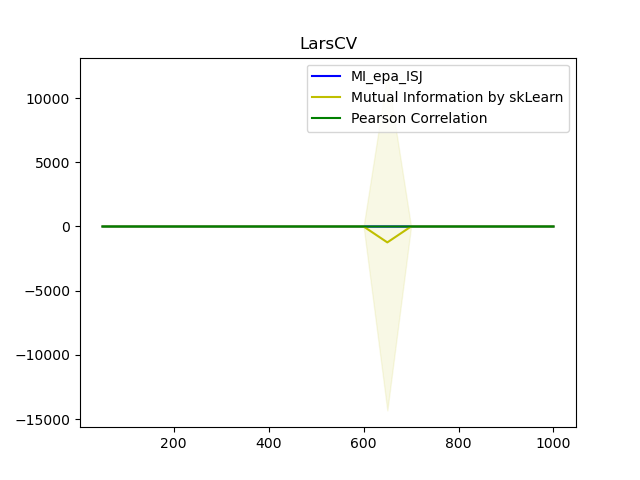 LarsCV
MI_epa_ISJ
Mutual Information by skLearn
Pearson Correlation
10000
5000
0
−5000
−10000
−15000
200 400 600 800 1000